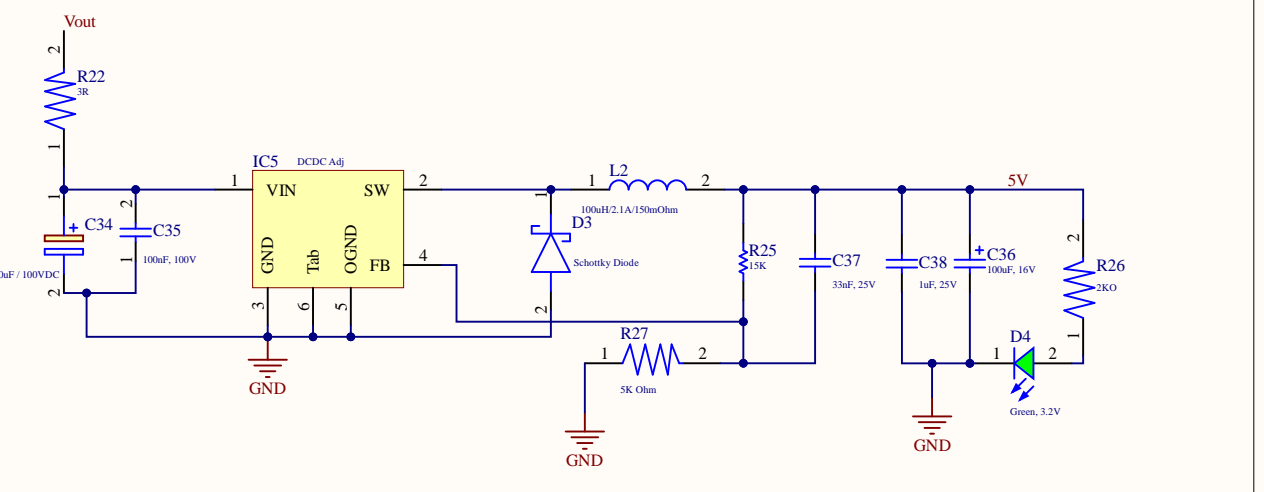 Vout
2
R22
3R
1
IC5 DCDC Adj
1 VIN SW 2
GND Tab OGND FB 4
3 6 5
1
C34
2
2
C35
1
100nF, 100V
GND
1 L2 2
100uH/2.1A/150mOhm
1
D3
Schottky Diode
2
5V
R25
15K
C37
33nF, 25V
C38
1uF, 25V
C36
100uF, 16V
2
R26
2KO
1
R27
1 2
5K Ohm
GND
D4
1 2
Green, 3.2V
GND